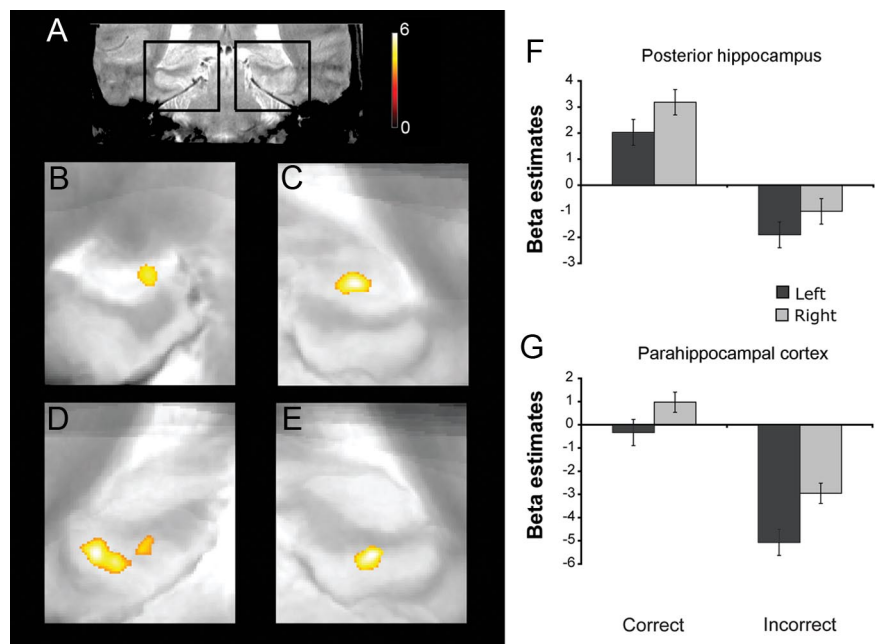 A
6
0
B
C
D
E
F
Posterior hippocampus
Beta estimates
4
3
2
1
0
-1
-2
-3
Left
Right
G
Parahippocampal cortex
Beta estimates
2
1
0
-1
-2
-3
-4
-5
-6
Correct Incorrect